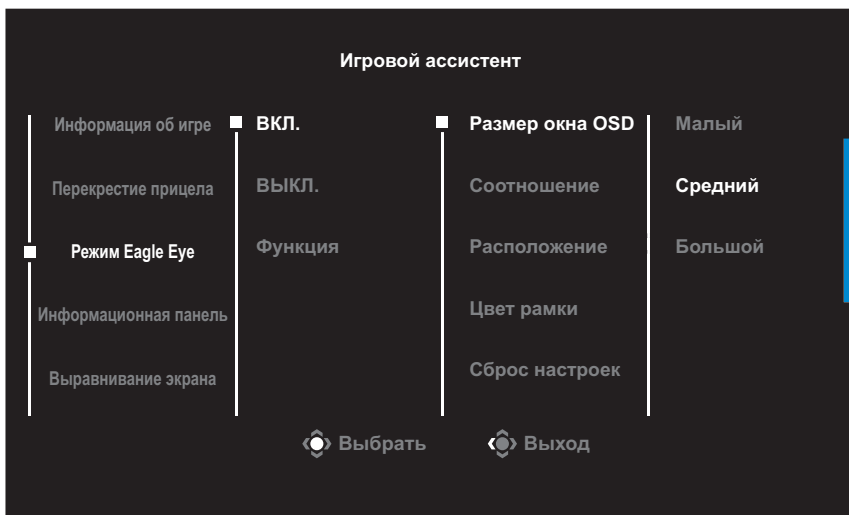 Игровой ассистент
Информация об игре
ВКЛ.
Размер окна OSD
Малый
Перекрестие прицела
ВЫКЛ.
Соотношение
Средний
Режим Eagle Eye
Функция
Расположение
Большой
Информационная панель
Цвет рамки
Выравнивание экрана
Сброс настроек
Выбрать
Выход